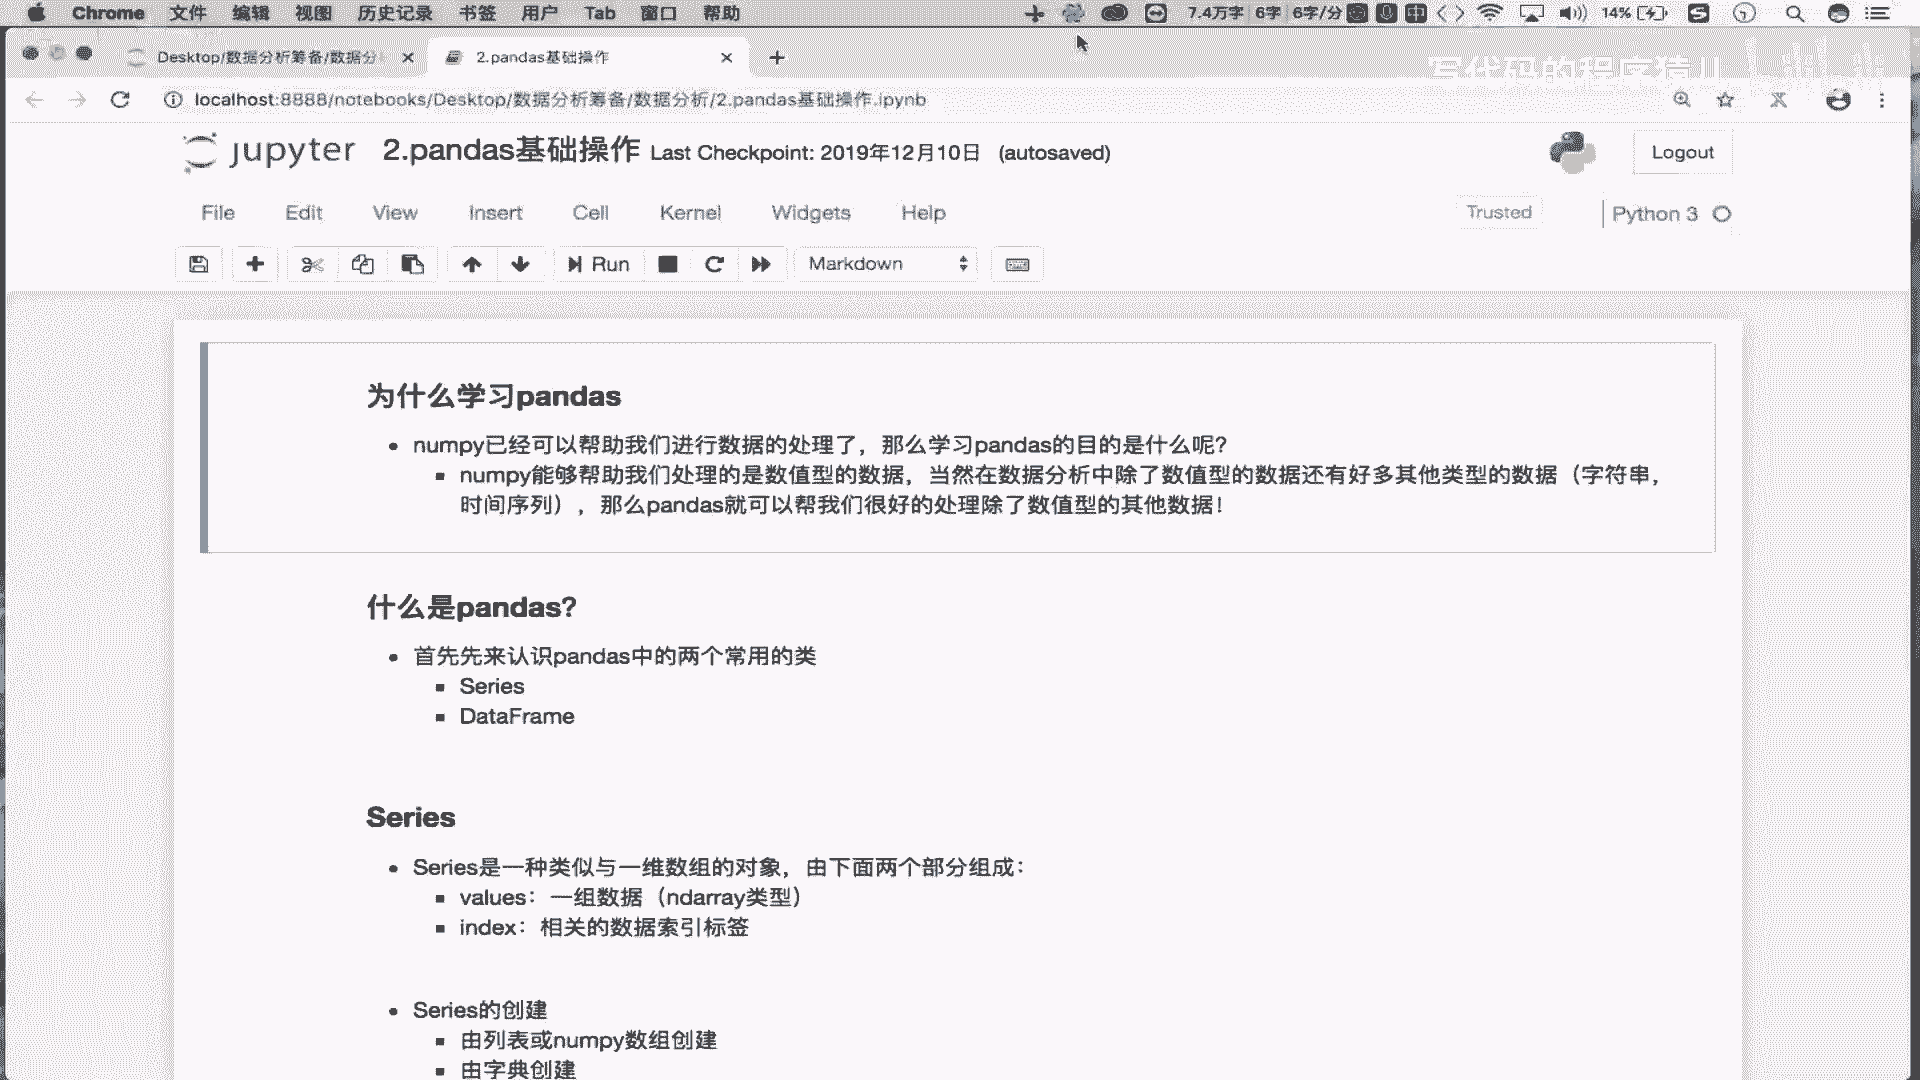 Chrome 文件 编辑 视图 历史记录 书签 用户 Tab 窗口 帮助 7.4万字 6字 6字/分 中 14%
Desktop/数据分析筹备/数据分 2.pandas基础操作
写代码的程序猿儿 bilibili
localhost:8888/notebooks/Desktop/数据分析筹备/数据分析/2.pandas基础操作.ipynb
jupyter 2.pandas基础操作 Last Checkpoint: 2019年12月10日 (autosaved) Logout
File Edit View Insert Cell Kernel Widgets Help Trusted Python 3
Run Markdown
为什么学习pandas
numpy已经可以帮助我们进行数据的处理了，那么学习pandas的目的是什么呢？
numpy能够帮助我们处理的是数值型的数据，当然在数据分析中除了数值型的数据还有好多其他类型的数据（字符串，
时间序列），那么pandas就可以帮我们很好的处理除了数值型的其他数据！
什么是pandas?
首先先来认识pandas中的两个常用的类
Series
DataFrame
Series
Series是一种类似与一维数组的对象，由下面两个部分组成：
values：一组数据（ndarray类型）
index：相关的数据索引标签
Series的创建
由列表或numpy数组创建
由字典创建